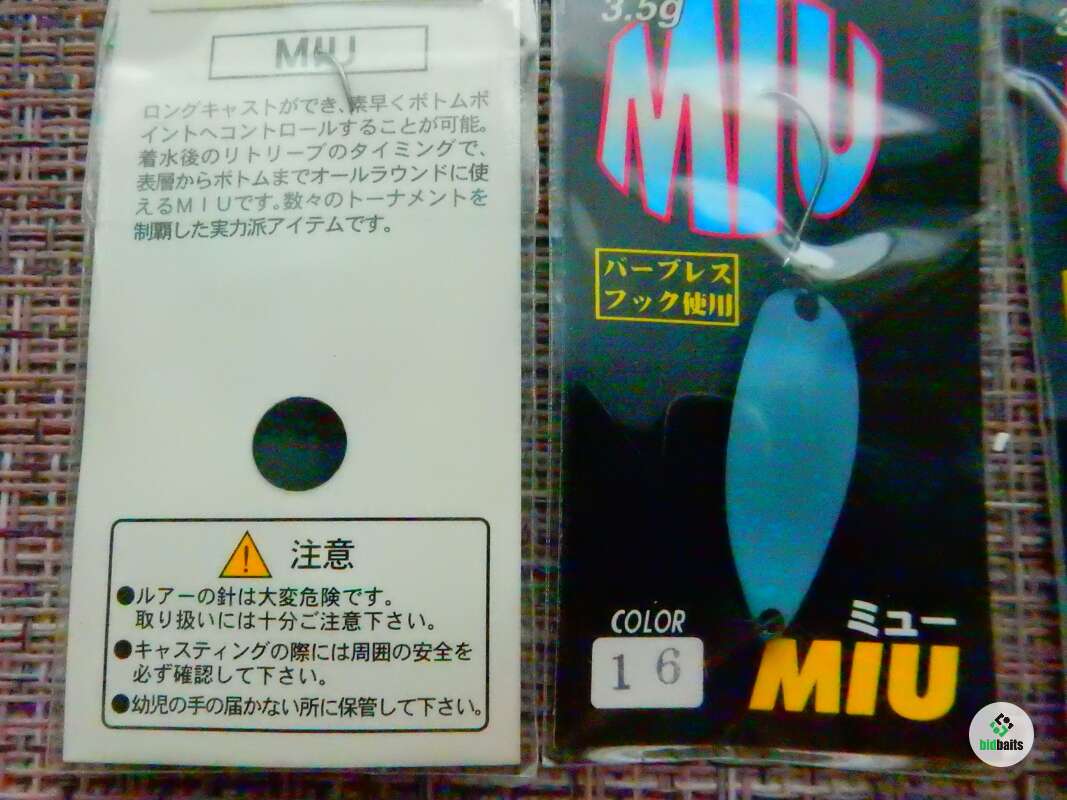 MIU
ロングキャストができ、素早くボトムポ
イントへコントロールすることが可能。
着水後のリトリーブのタイミングで、
表層からボトムまでオールラウンドに使
えるMIUです。数々のトーナメントを
制覇した実力派アイテムです。
注意
●ルアーの針は大変危険です。
取り扱いには十分ご注意下さい。
●キャスティングの際には周囲の安全を
必ず確認して下さい。
●幼児の手の届かない所に保管して下さい。
3.5g
MIU
バーブレス
フック使用
COLOR
16
ミュー
MIU
bidbaits